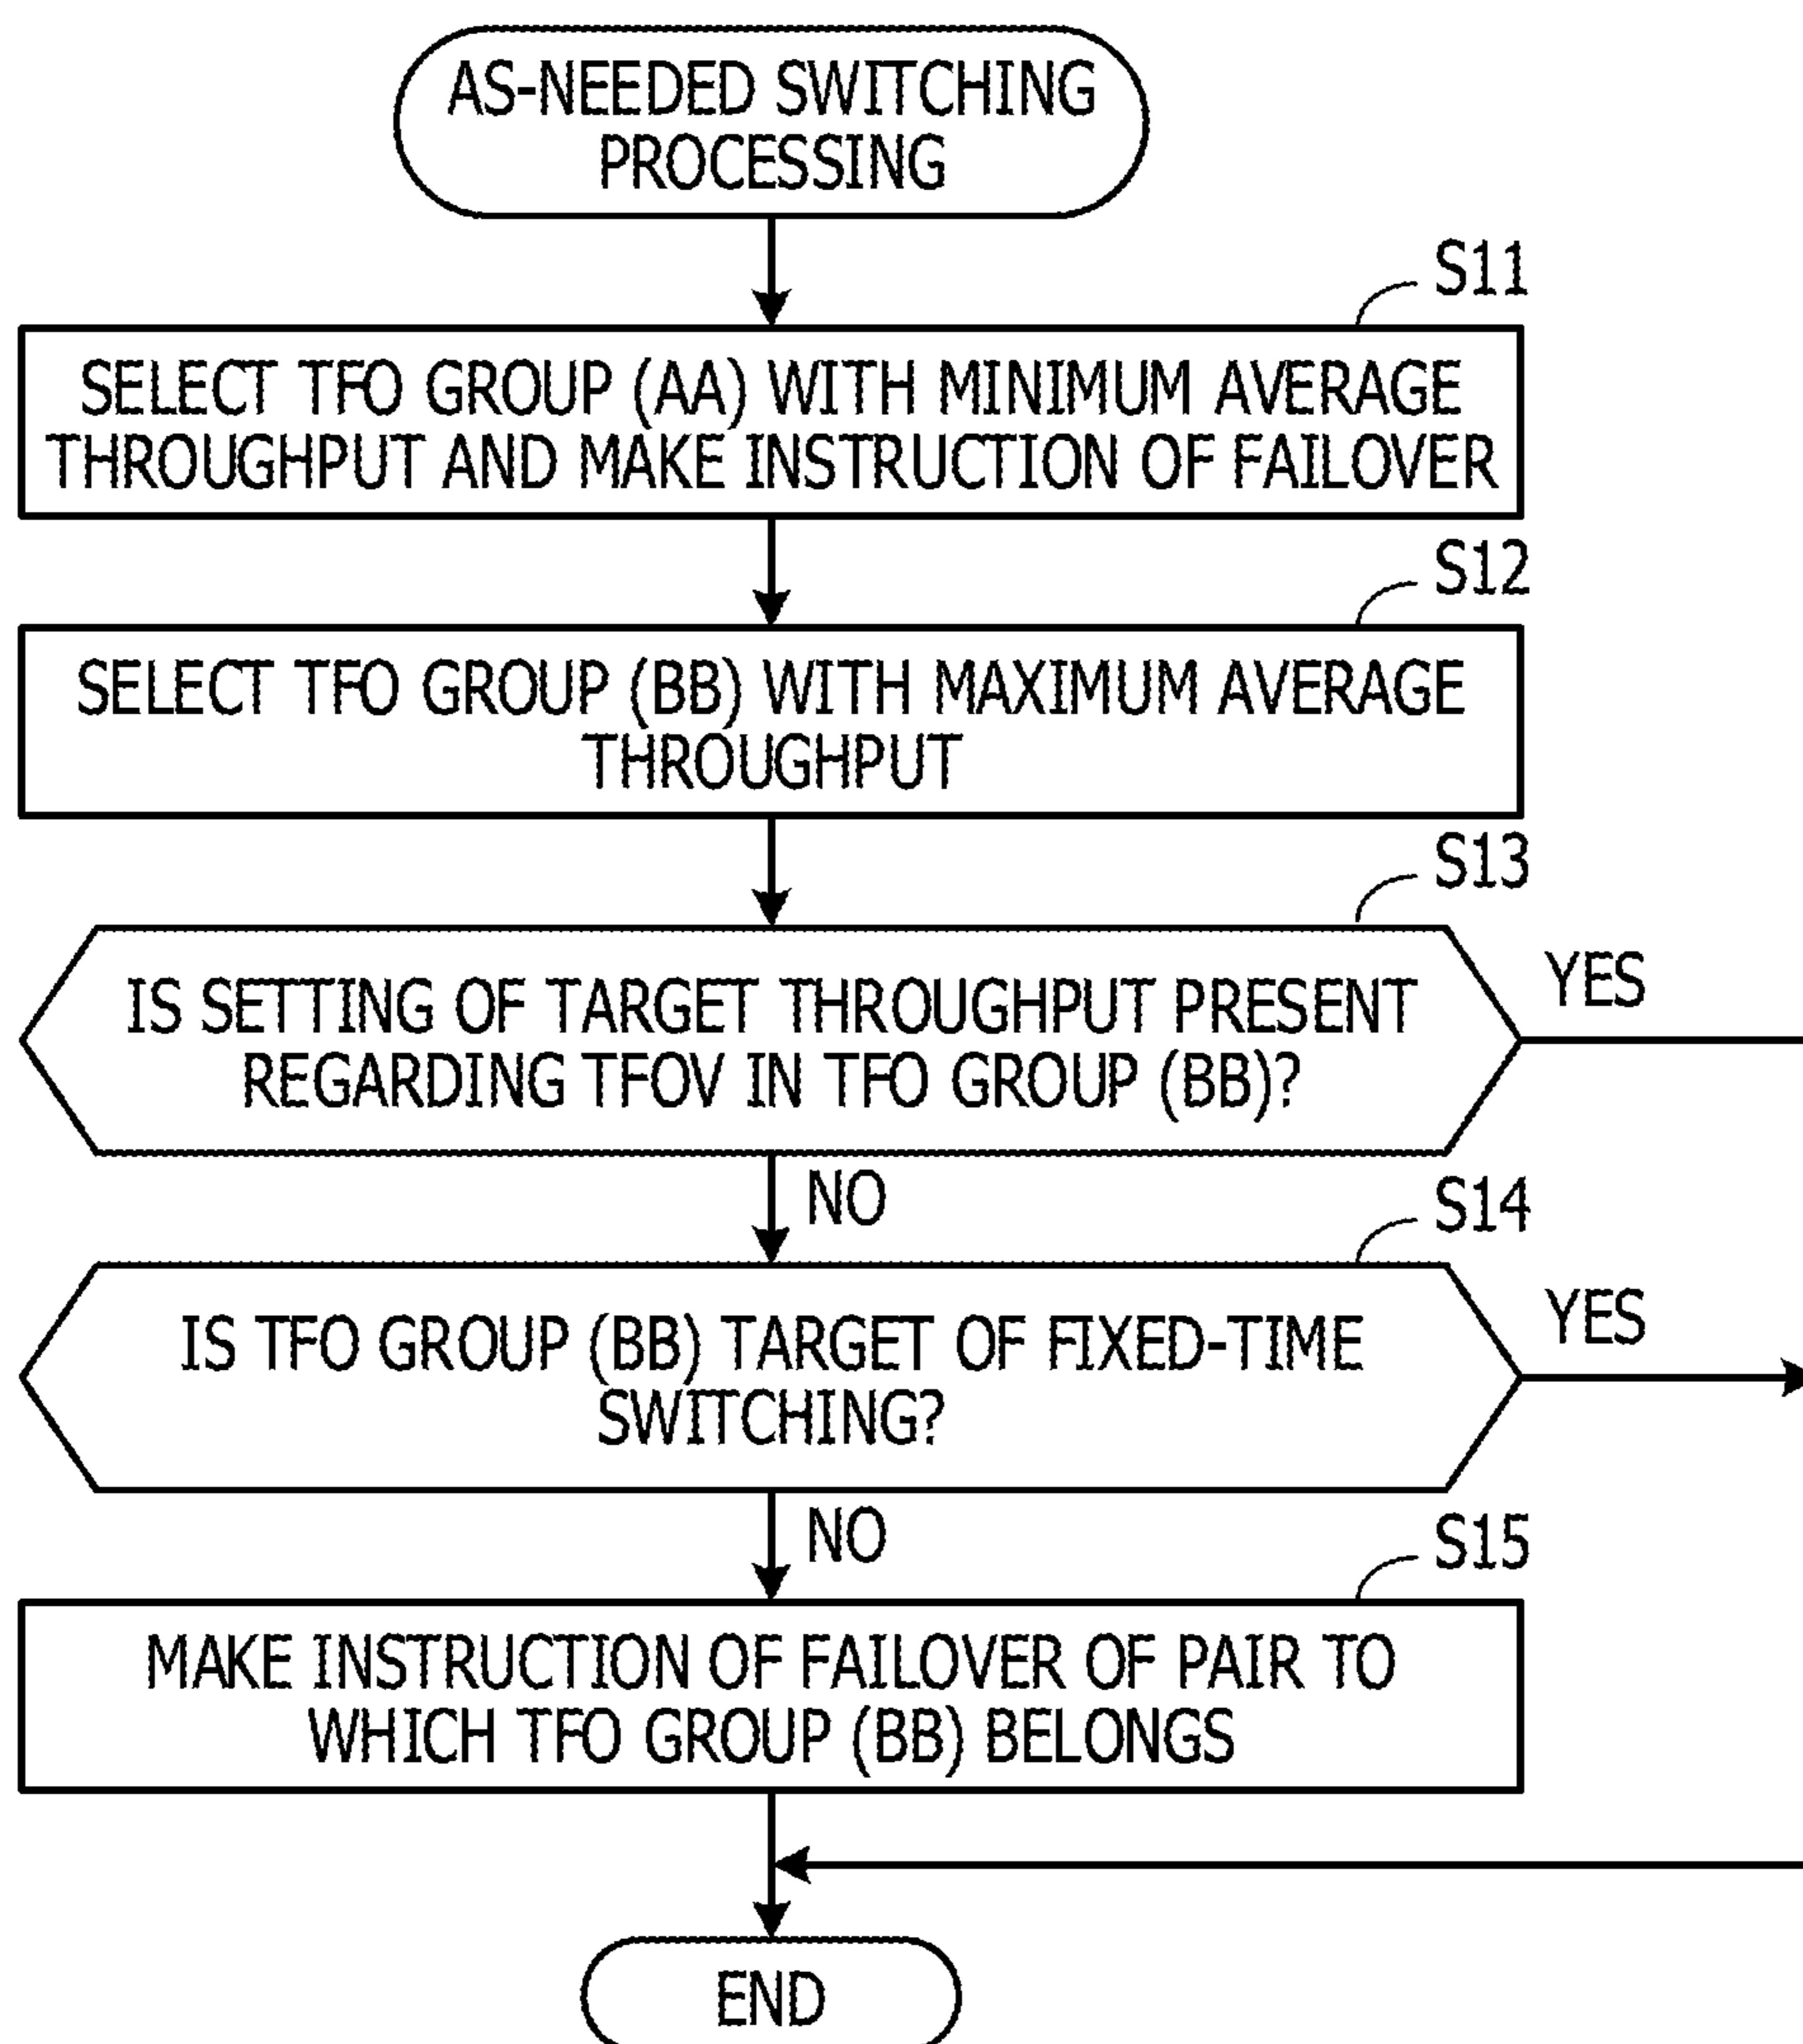 AS-NEEDED SWITCHING
PROCESSING
S11
SELECT TFO GROUP (AA) WITH MINIMUM AVERAGE
THROUGHPUT AND MAKE INSTRUCTION OF FAILOVER
S12
SELECT TFO GROUP (BB) WITH MAXIMUM AVERAGE
THROUGHPUT
S13
IS SETTING OF TARGET THROUGHPUT PRESENT
REGARDING TFOV IN TFO GROUP (BB)?
YES
NO
S14
IS TFO GROUP (BB) TARGET OF FIXED-TIME
SWITCHING?
YES
NO
S15
MAKE INSTRUCTION OF FAILOVER OF PAIR TO
WHICH TFO GROUP (BB) BELONGS
END